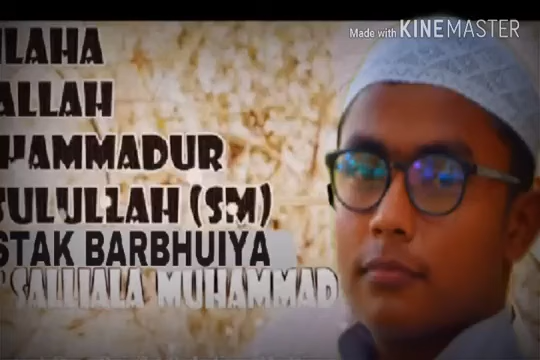 Made with KINEMASTER
ILAHA
ALLAH
HAMMADUR
SULULLAH (SM)
STAK BARBHUIYA
SALLIALA MUHAMMAD